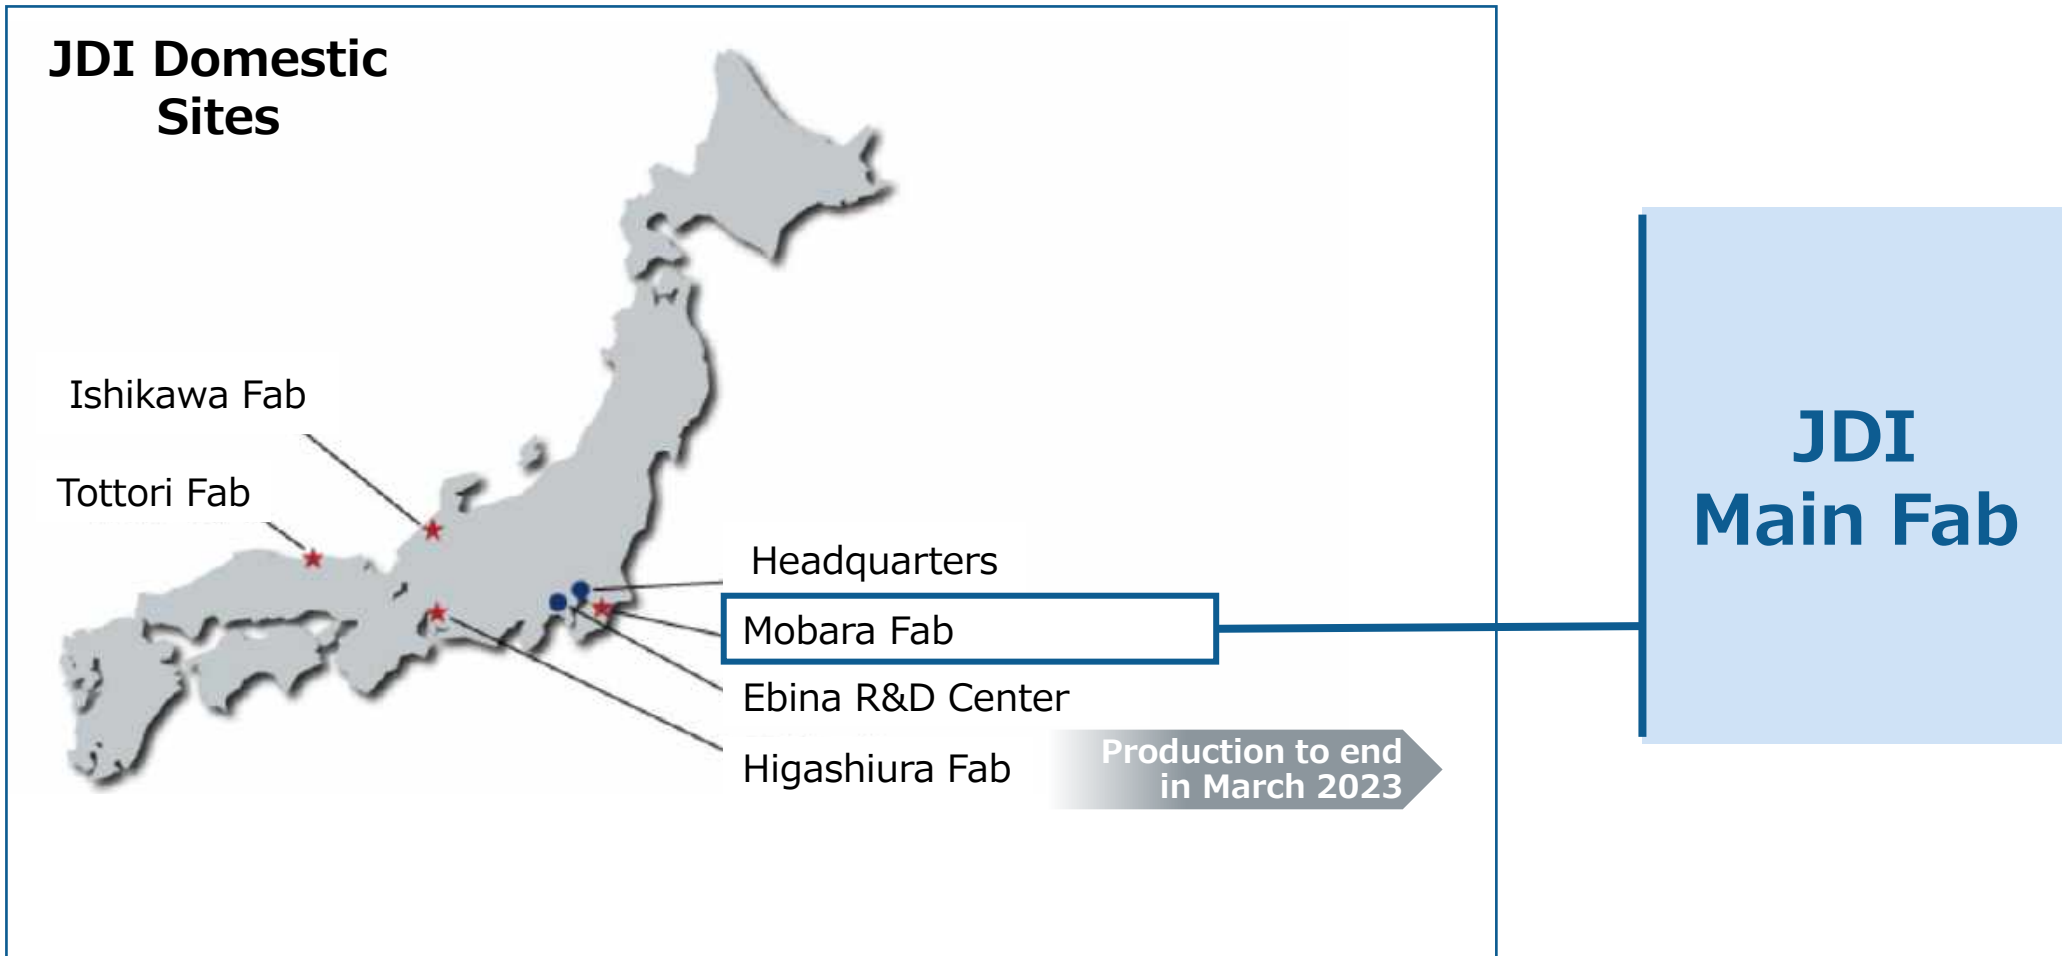 JDI Domestic
Sites
Ishikawa Fab
Tottori Fab
Headquarters
Mobara Fab
Ebina R&D Center
Higashiura Fab
Production to end
in March 2023
JDI
Main Fab